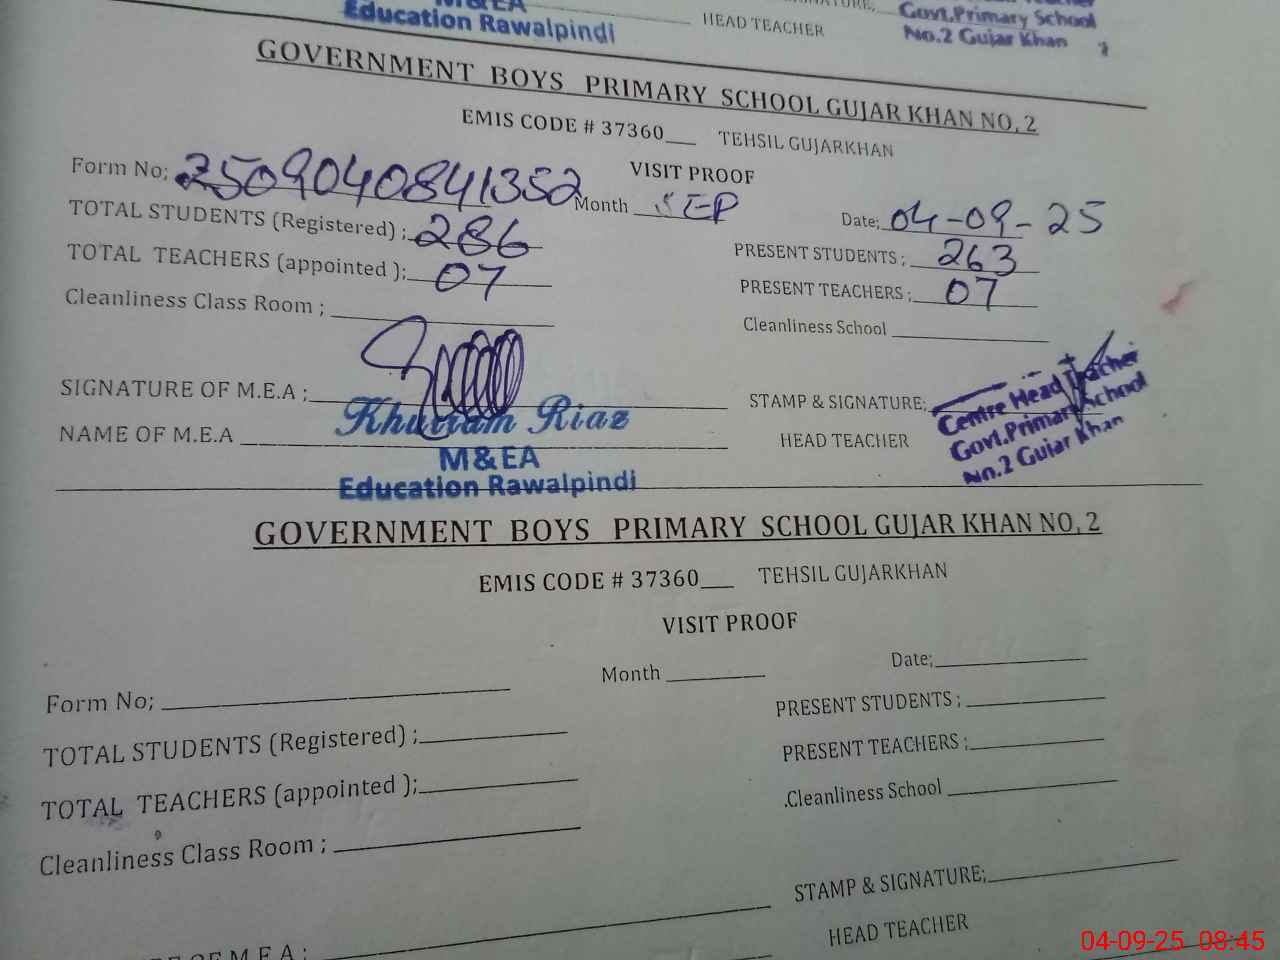 M&EA
Education Rawalpindi
HEAD TEACHER
Govt.Primary School
No.2 Gujar Khan
GOVERNMENT BOYS PRIMARY SCHOOL GUJAR KHAN NO, 2
EMIS CODE # 37360___ TEHSIL GUJARKHAN
VISIT PROOF
Form No; 2509040841352 Month SEP Date; 04-09-25
TOTAL STUDENTS (Registered) ; 286 PRESENT STUDENTS ; 263
TOTAL TEACHERS (appointed ); 07 PRESENT TEACHERS ; 07
Cleanliness Class Room ; Cleanliness School
SIGNATURE OF M.E.A ; STAMP & SIGNATURE;
NAME OF M.E.A HEAD TEACHER
Khurram Riaz
M&EA
Education Rawalpindi
Centre Head Teacher
Govt.Primary School
No.2 Gujar Khan
GOVERNMENT BOYS PRIMARY SCHOOL GUJAR KHAN NO, 2
EMIS CODE # 37360___ TEHSIL GUJARKHAN
VISIT PROOF
Month Date;
Form No; PRESENT STUDENTS ;
TOTAL STUDENTS (Registered) ; PRESENT TEACHERS ;
TOTAL TEACHERS (appointed ); .Cleanliness School
Cleanliness Class Room ;
STAMP & SIGNATURE;
HEAD TEACHER
OF M.E.A ;
04-09-25 08:45